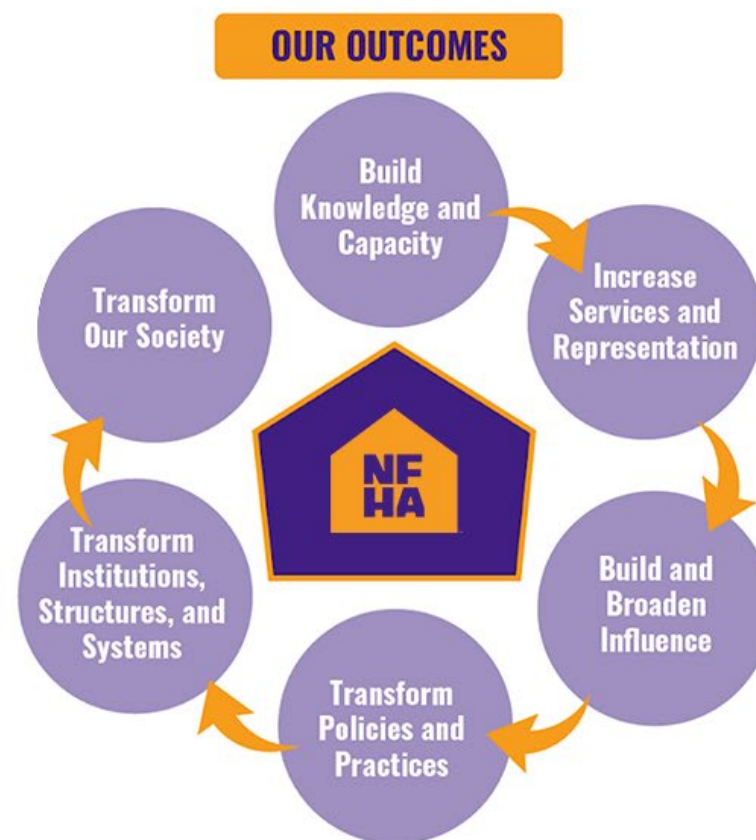 OUR OUTCOMES
Build
Knowledge and
Capacity
Increase
Services and
Representation
Build and
Broaden
Influence
Transform
Policies and
Practices
Transform
Institutions,
Structures, and
Systems
Transform
Our Society
NF
HA